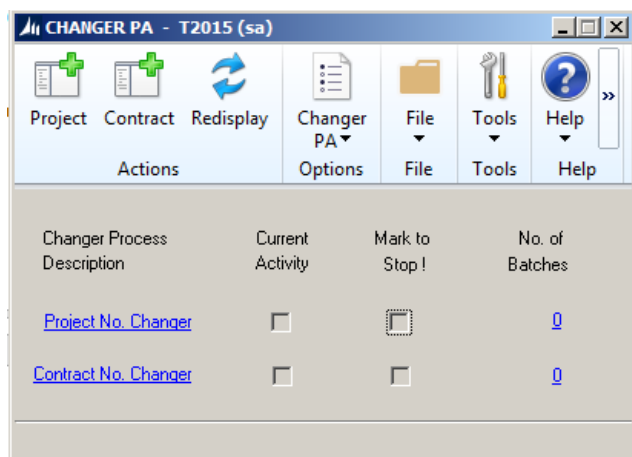 CHANGER PA - T2015 (sa)
Project Contract Redisplay Changer PA File Tools Help »
Actions Options File Tools Help
Changer Process Description Current Activity Mark to Stop ! No. of Batches
Project No. Changer 0
Contract No. Changer 0